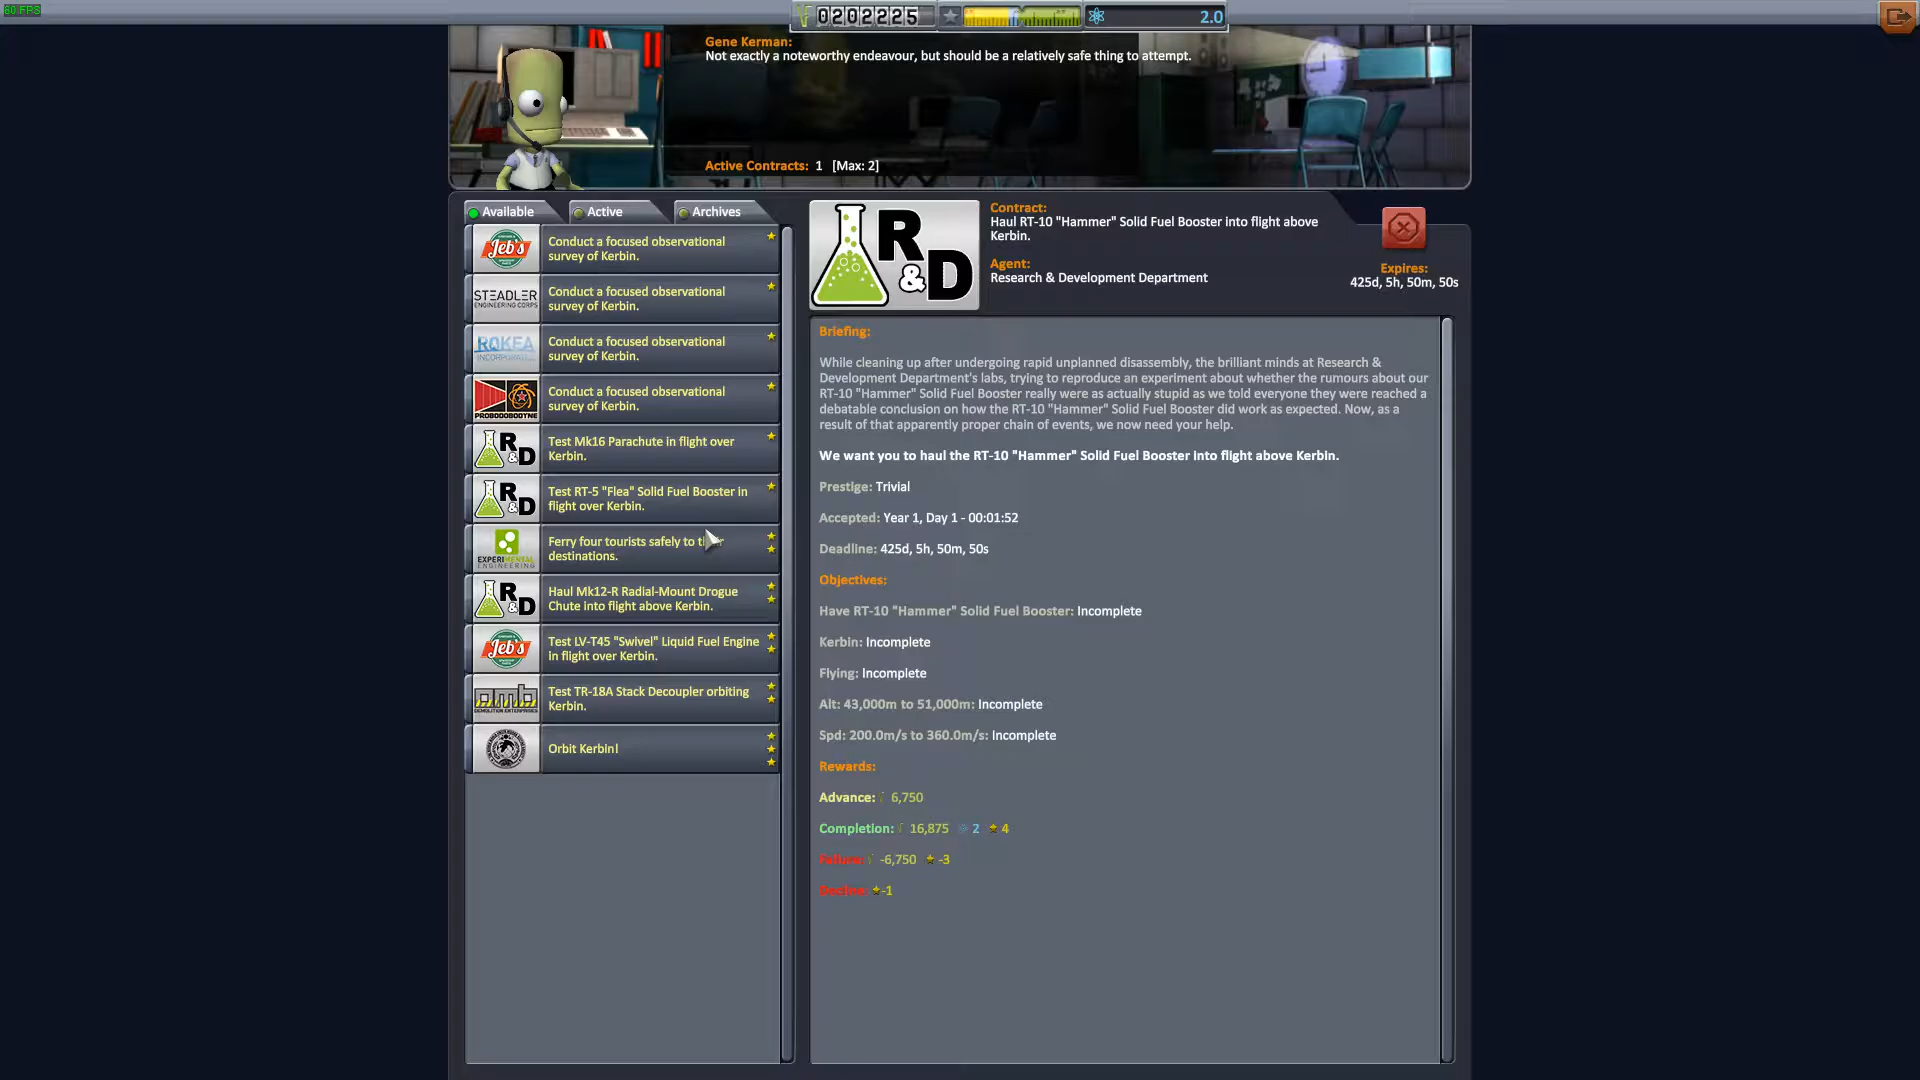 60 FPS
0202225
2.0
Gene Kerman:
Not exactly a noteworthy endeavour, but should be a relatively safe thing to attempt.
Active Contracts: 1 [Max: 2]
Available
Active
Archives
Jeb's
Conduct a focused observational
survey of Kerbin.
STEADLER
ENGINEERING CORPS
Conduct a focused observational
survey of Kerbin.
ROKEA
INCORPORATED
Conduct a focused observational
survey of Kerbin.
PROBODOBODYNE
Conduct a focused observational
survey of Kerbin.
R&D
Test Mk16 Parachute in flight over
Kerbin.
R&D
Test RT-5 "Flea" Solid Fuel Booster in
flight over Kerbin.
EXPERIMENTAL
ENGINEERING
Ferry four tourists safely to
destinations.
R&D
Haul Mk12-R Radial-Mount Drogue
Chute into flight above Kerbin.
Jeb's
Test LV-T45 "Swivel" Liquid Fuel Engine
in flight over Kerbin.
OMB
DEMOLITION ENTERPRISES
Test TR-18A Stack Decoupler orbiting
Kerbin.
Orbit Kerbin!
R&D
Contract:
Haul RT-10 "Hammer" Solid Fuel Booster into flight above
Kerbin.
Agent:
Research & Development Department
Expires:
425d, 5h, 50m, 50s
Briefing:
While cleaning up after undergoing rapid unplanned disassembly, the brilliant minds at Research &
Development Department's labs, trying to reproduce an experiment about whether the rumours about our
RT-10 "Hammer" Solid Fuel Booster really were as actually stupid as we told everyone they were reached a
debatable conclusion on how the RT-10 "Hammer" Solid Fuel Booster did work as expected. Now, as a
result of that apparently proper chain of events, we now need your help.
We want you to haul the RT-10 "Hammer" Solid Fuel Booster into flight above Kerbin.
Prestige: Trivial
Accepted: Year 1, Day 1 - 00:01:52
Deadline: 425d, 5h, 50m, 50s
Objectives:
Have RT-10 "Hammer" Solid Fuel Booster: Incomplete
Kerbin: Incomplete
Flying: Incomplete
Alt: 43,000m to 51,000m: Incomplete
Spd: 200.0m/s to 360.0m/s: Incomplete
Rewards:
Advance: 6,750
Completion: 16,875 2 4
Failure: -6,750 -3
Decline: -1